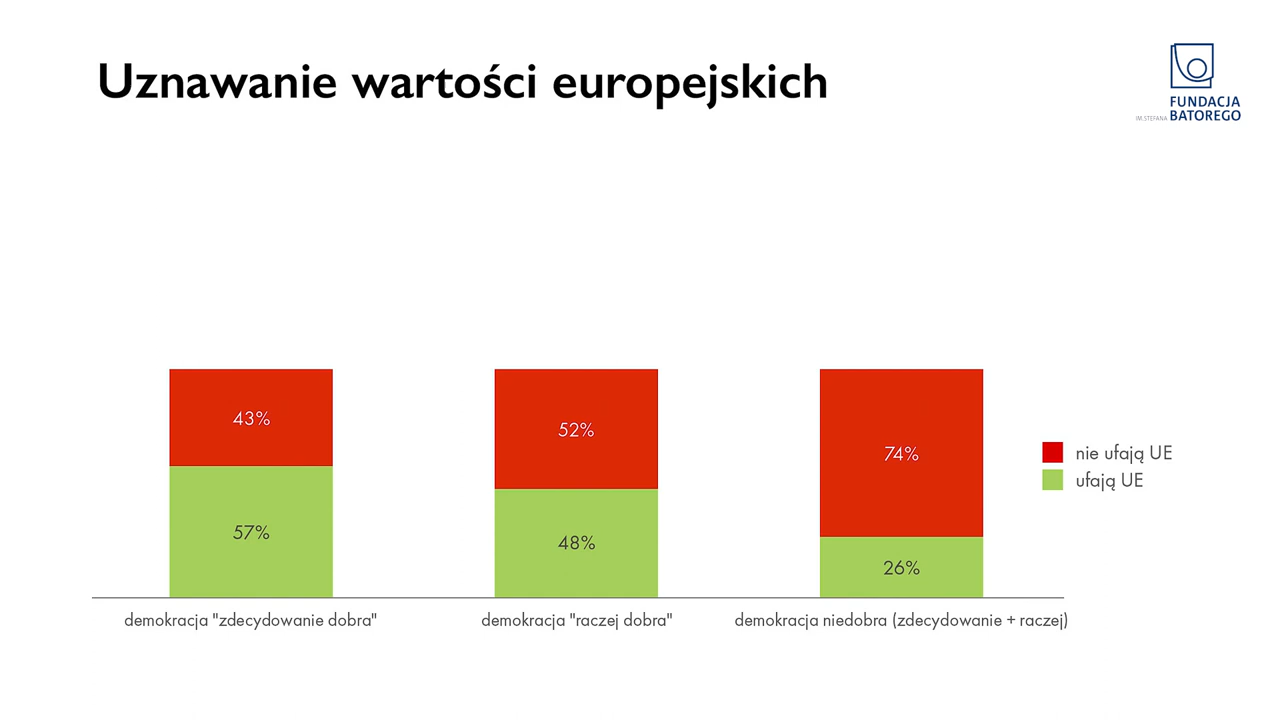 Uznawanie wartości europejskich
FUNDACJA
IM.STEFANA BATOREGO
43%
52%
74%
nie ufają UE
ufają UE
57%
48%
26%
demokracja "zdecydowanie dobra"
demokracja "raczej dobra"
demokracja niedobra (zdecydowanie + raczej)